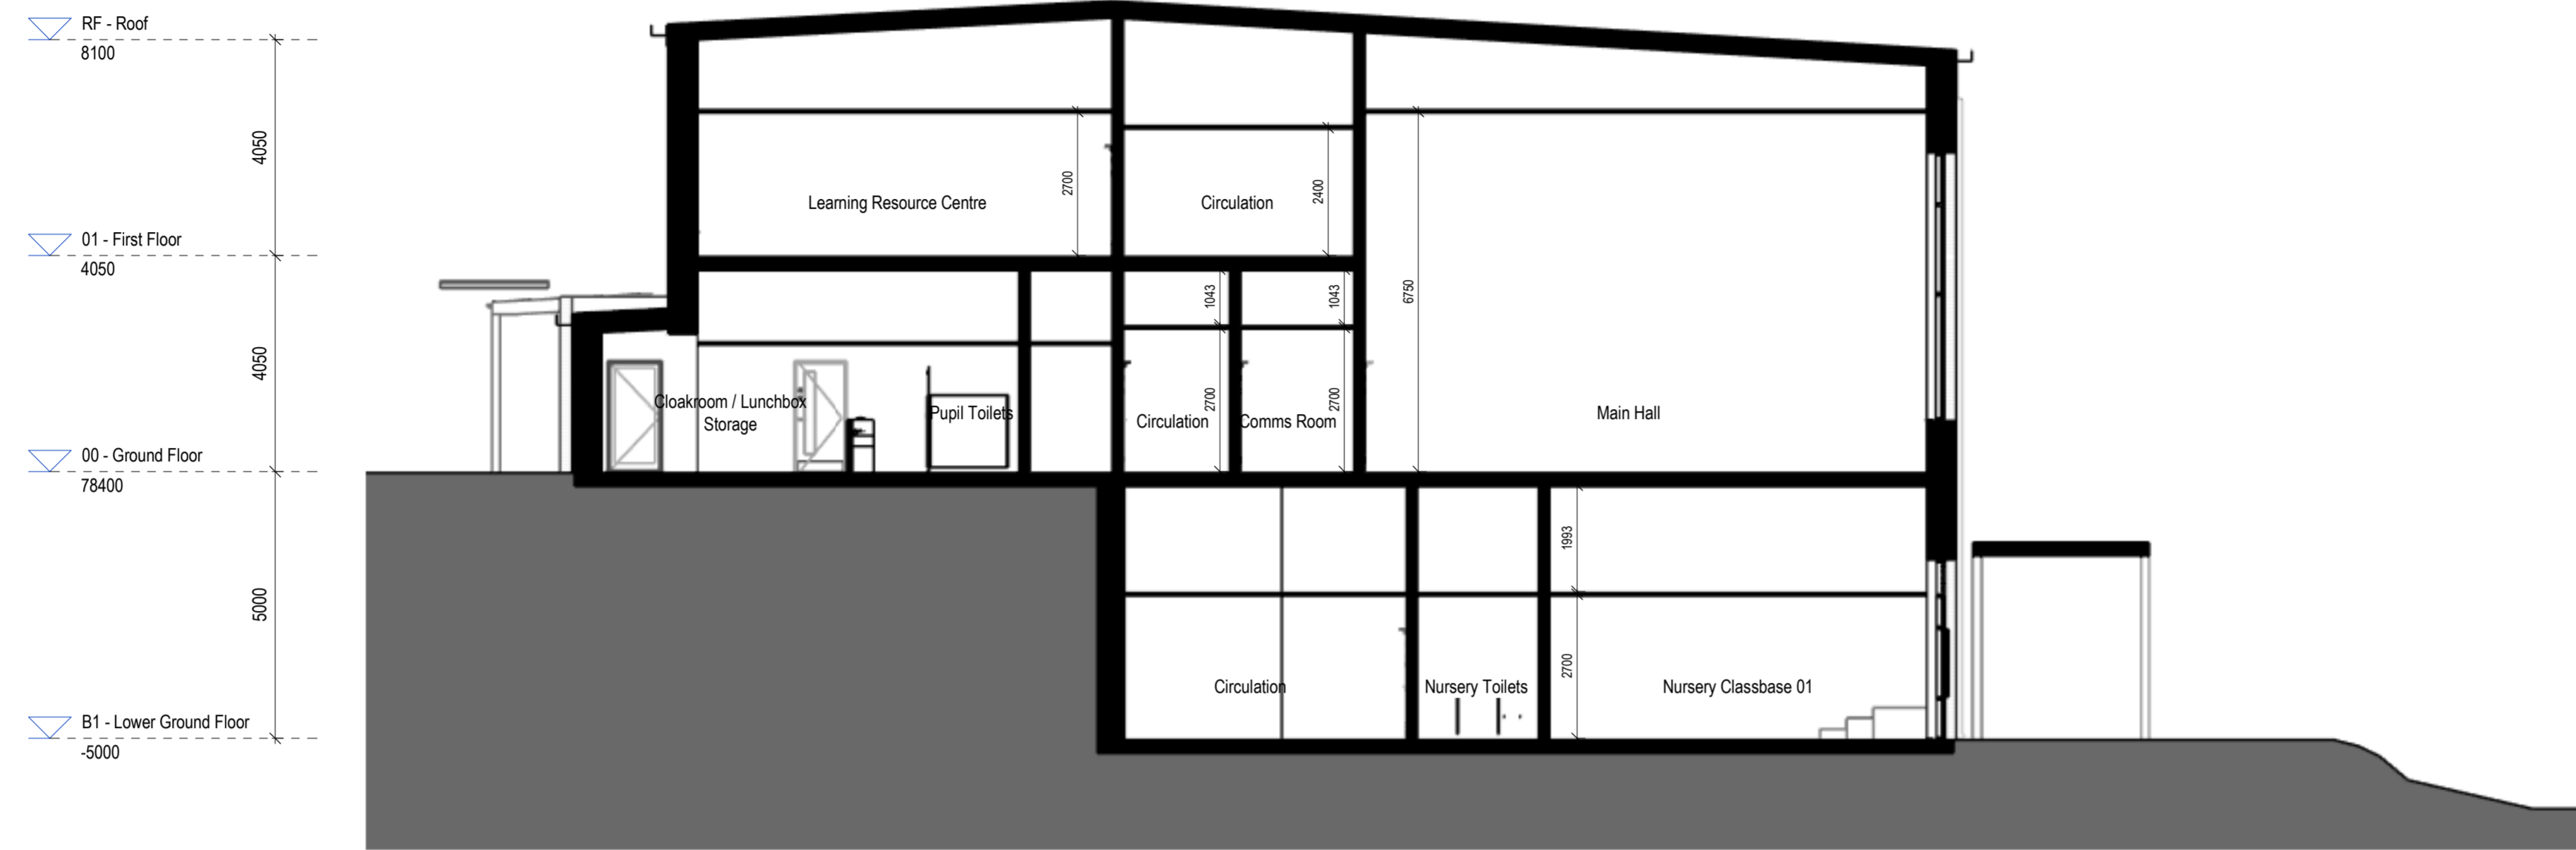 RF - Roof
8100
4050
2700
2400
Learning Resource Centre
Circulation
01 - First Floor
4050
1043
1043
6750
4050
Cloakroom / Lunchbox
Storage
Pupil Toilets
2700
2700
Circulation
Comms Room
Main Hall
00 - Ground Floor
78400
1993
5000
2700
Circulation
Nursery Toilets
Nursery Classbase 01
B1 - Lower Ground Floor
-5000